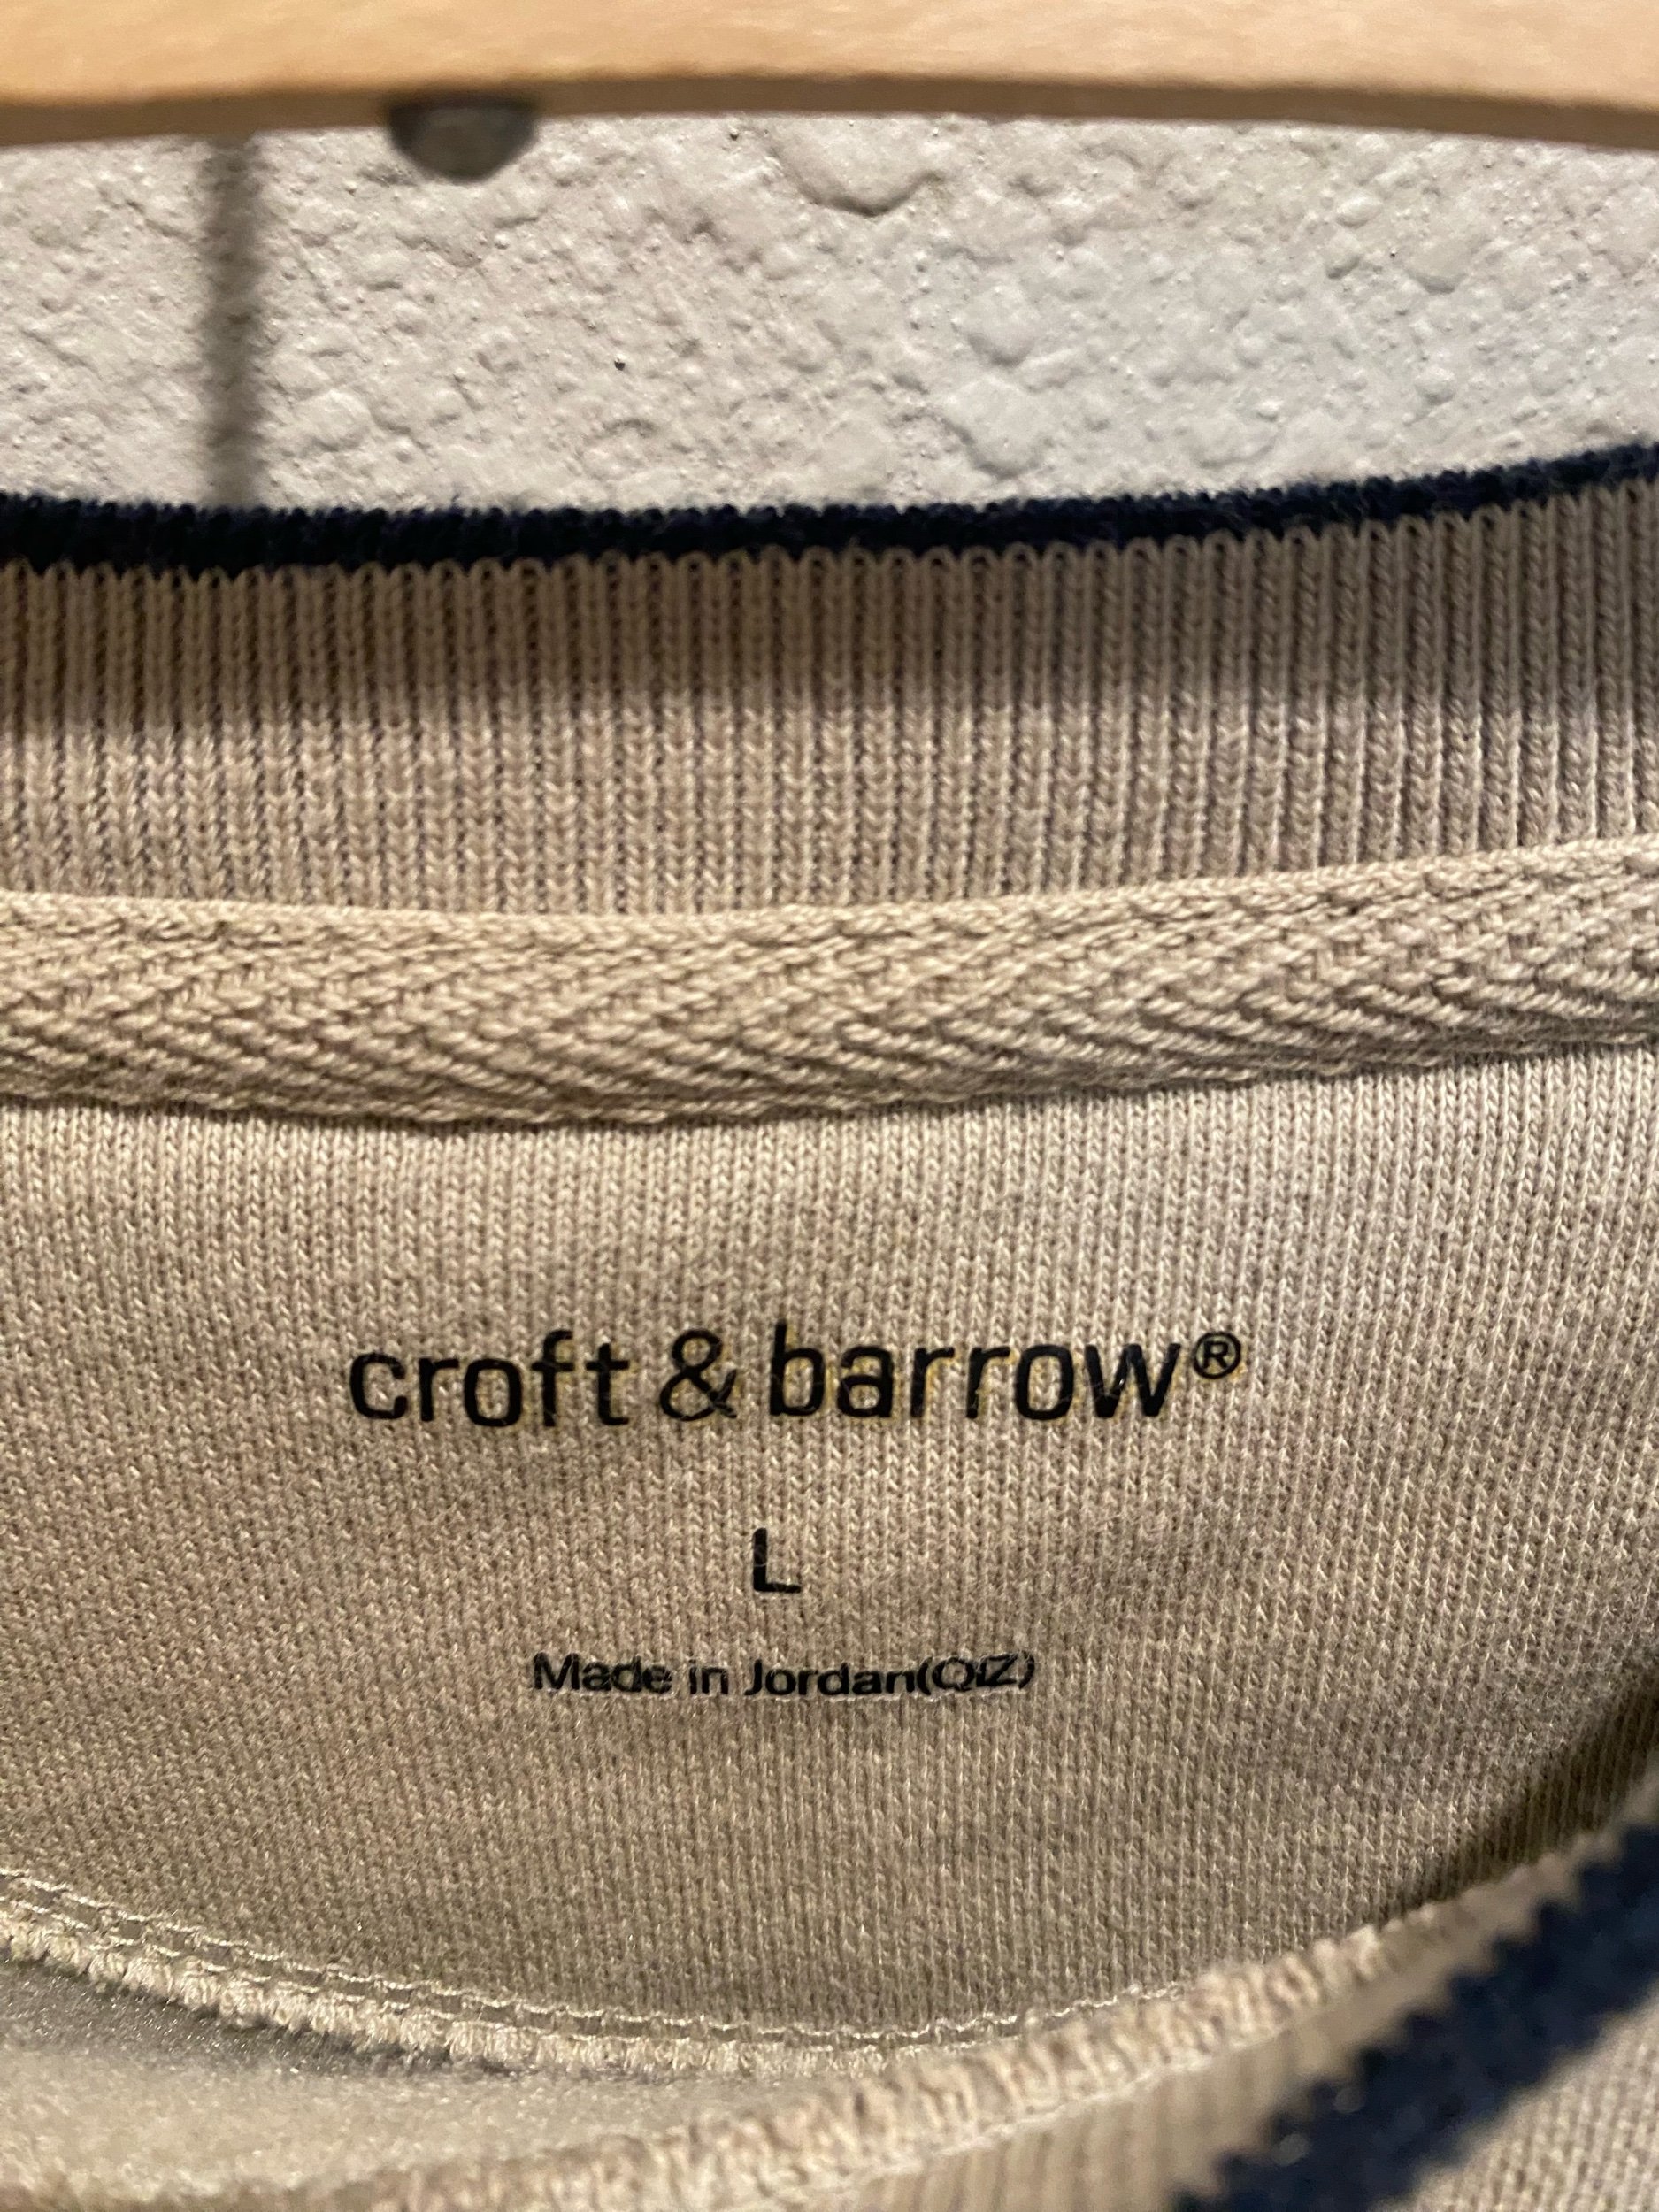 croft & barrow®
L
Made in Jordan(QIZ)